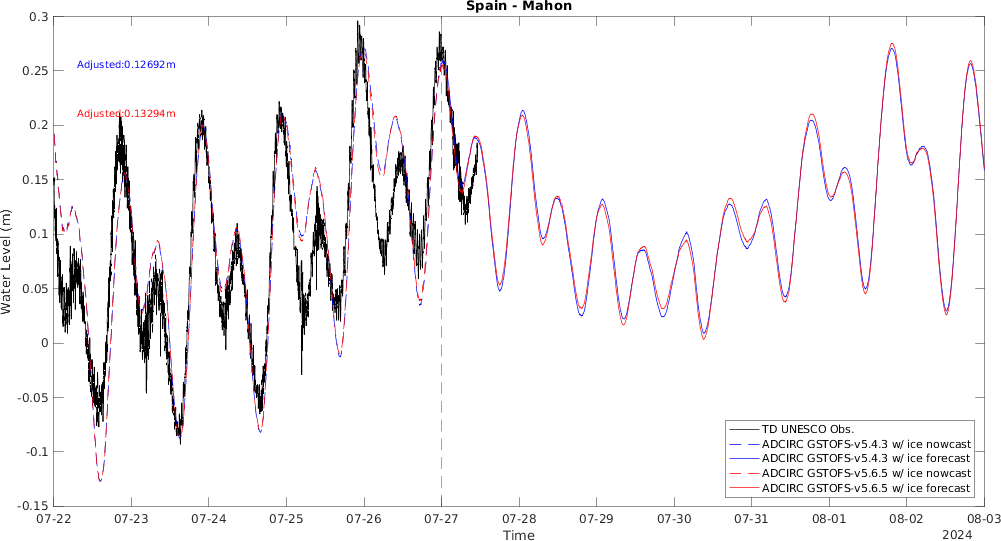 Spain - Mahon
0.3
0.25
0.2
0.15
0.1
0.05
0
-0.05
-0.1
-0.15
Water Level (m)
Adjusted:0.12692m
Adjusted:0.13294m
TD UNESCO Obs.
ADCIRC GSTOFS-v5.4.3 w/ ice nowcast
ADCIRC GSTOFS-v5.4.3 w/ ice forecast
ADCIRC GSTOFS-v5.6.5 w/ ice nowcast
ADCIRC GSTOFS-v5.6.5 w/ ice forecast
07-22 07-23 07-24 07-25 07-26 07-27 07-28 07-29 07-30 07-31 08-01 08-02 08-03
Time
2024